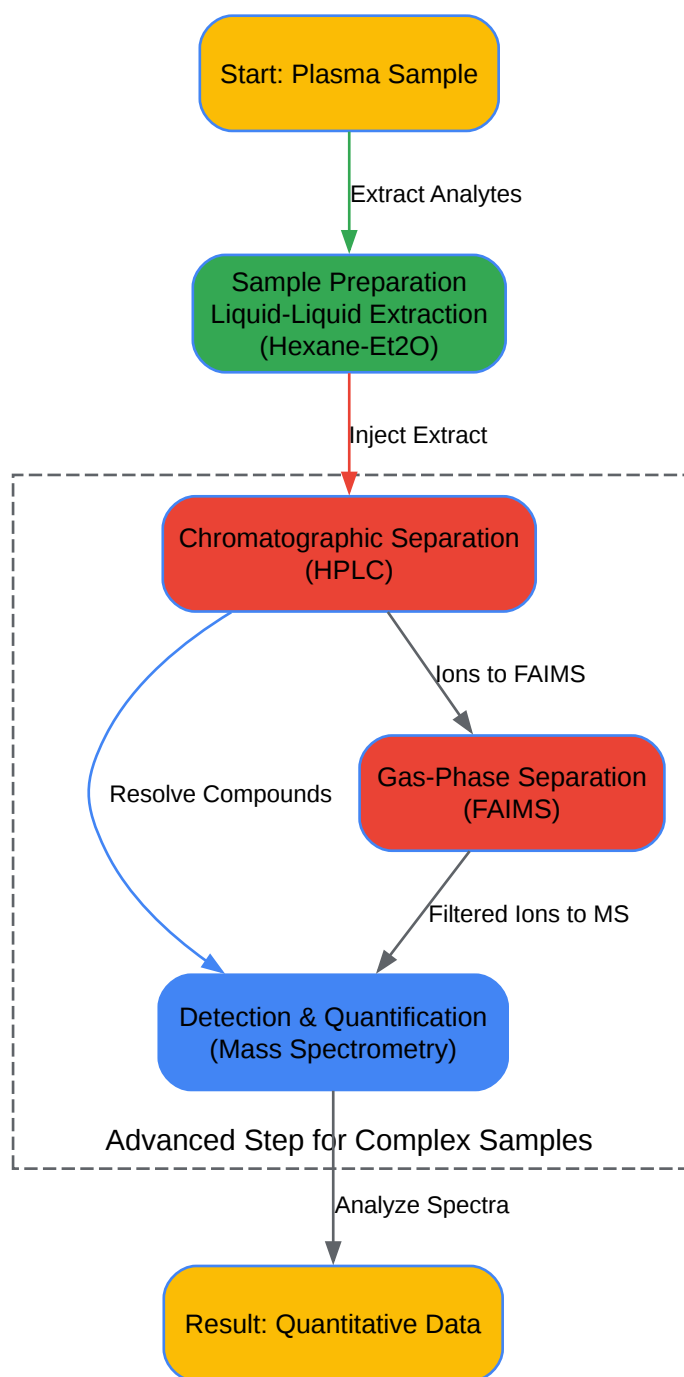 Start: Plasma Sample
Extract Analytes
Sample Preparation
Liquid-Liquid Extraction
(Hexane-Et2O)
Inject Extract
Chromatographic Separation
(HPLC)
Ions to FAIMS
Gas-Phase Separation
(FAIMS)
Resolve Compounds
Filtered Ions to MS
Detection & Quantification
(Mass Spectrometry)
Advanced Step for Complex Samples
Analyze Spectra
Result: Quantitative Data